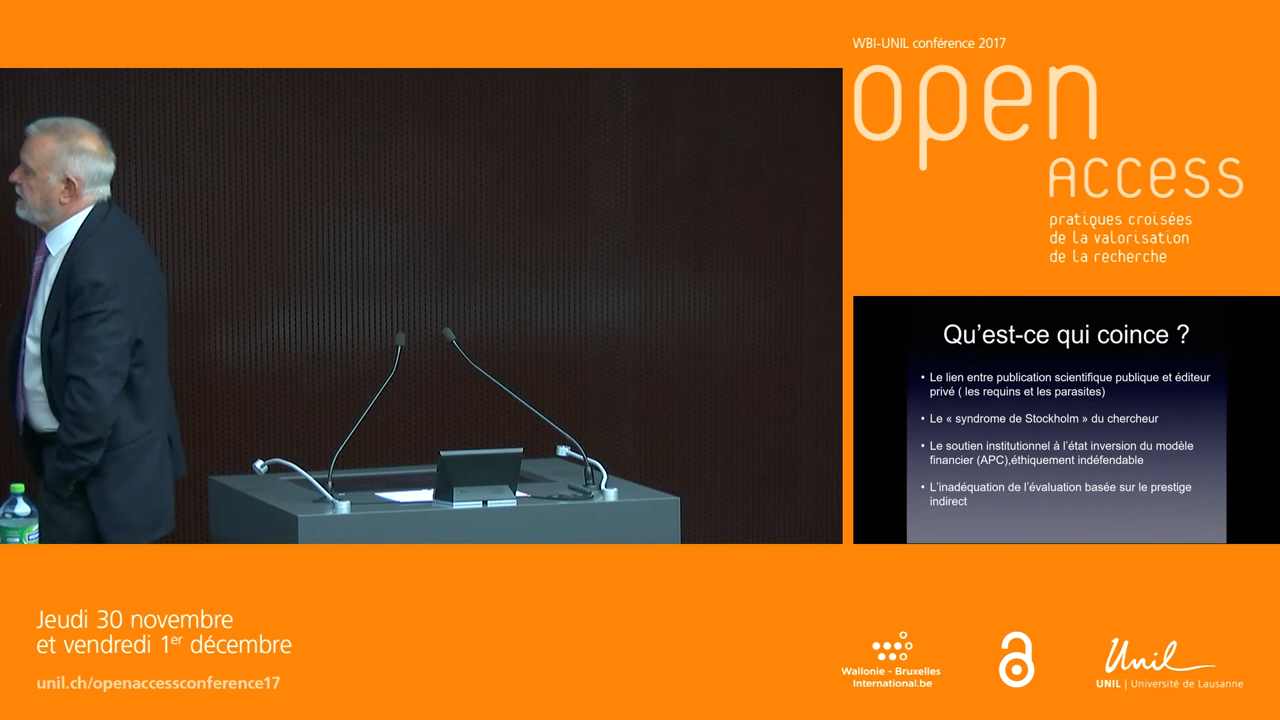 WBI-UNIL conférence 2017
open
access
pratiques croisées
de la valorisation
de la recherche
Qu’est-ce qui coince ?
• Le lien entre publication scientifique publique et éditeur
privé ( les requins et les parasites)
• Le « syndrome de Stockholm » du chercheur
• Le soutien institutionnel à l’état inversion du modèle
financier (APC),éthiquement indéfendable
• L’inadéquation de l’évaluation basée sur le prestige
indirect
Jeudi 30 novembre
et vendredi 1er décembre
unil.ch/openaccessconference17
Wallonie - Bruxelles
International.be
Unil
UNIL | Université de Lausanne